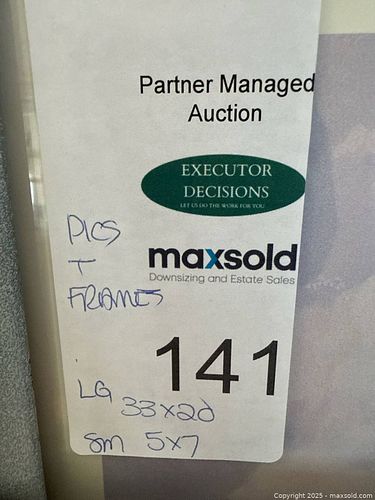 Partner Managed
Auction
EXECUTOR
DECISIONS
LET US DO THE WORK FOR YOU
PICS
T
FRAMES
maxsold
Downsizing and Estate Sales
141
LG 33x20
Sm 5x7
Copyright 2025 - maxsold.com